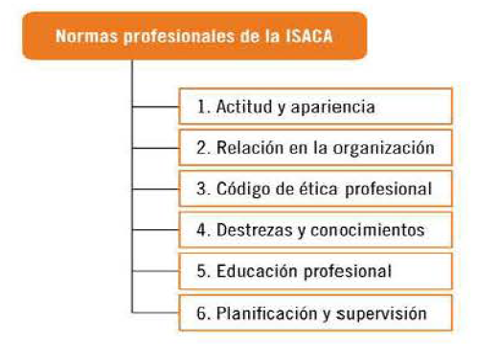 Normas profesionales de la ISACA
1. Actitud y apariencia
2. Relación en la organización
3. Código de ética profesional
4. Destrezas y conocimientos
5. Educación profesional
6. Planificación y supervisión